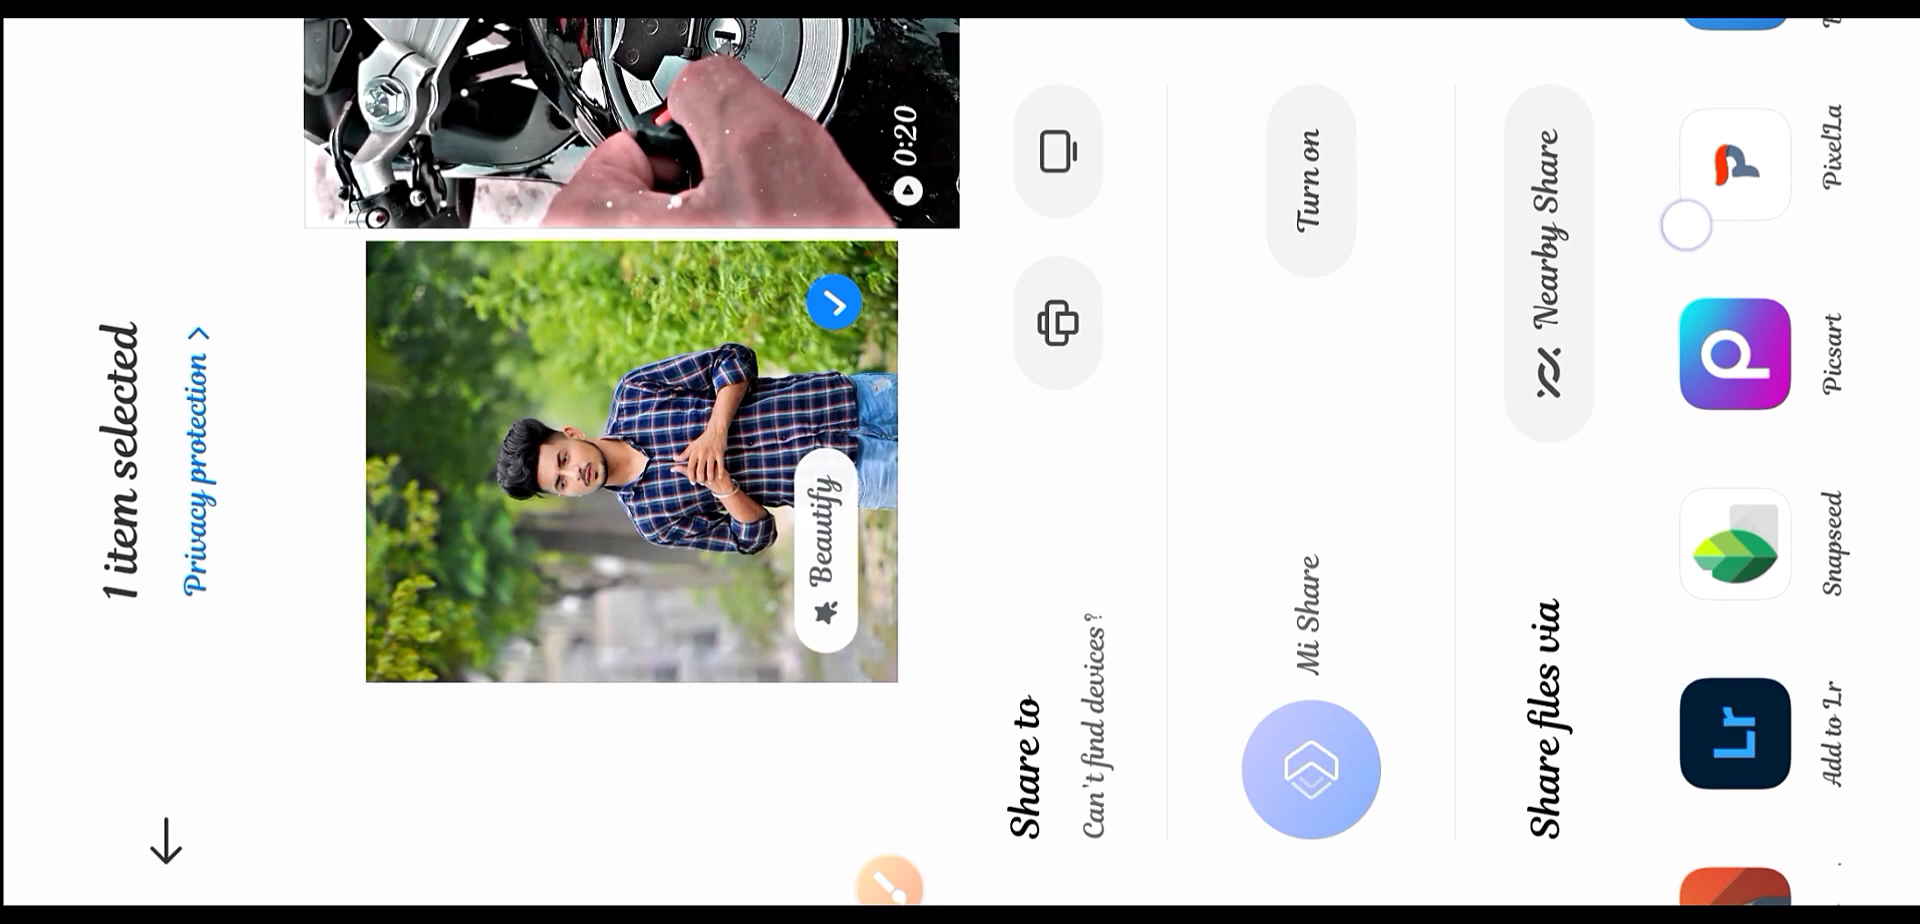 1 item selected
Privacy protection >
0:20
Beautify
Share to
Can't find devices?
Mi Share
Turn on
Share files via
Nearby Share
Lr
Add to Lr
Snapseed
Picsart
PixelLa